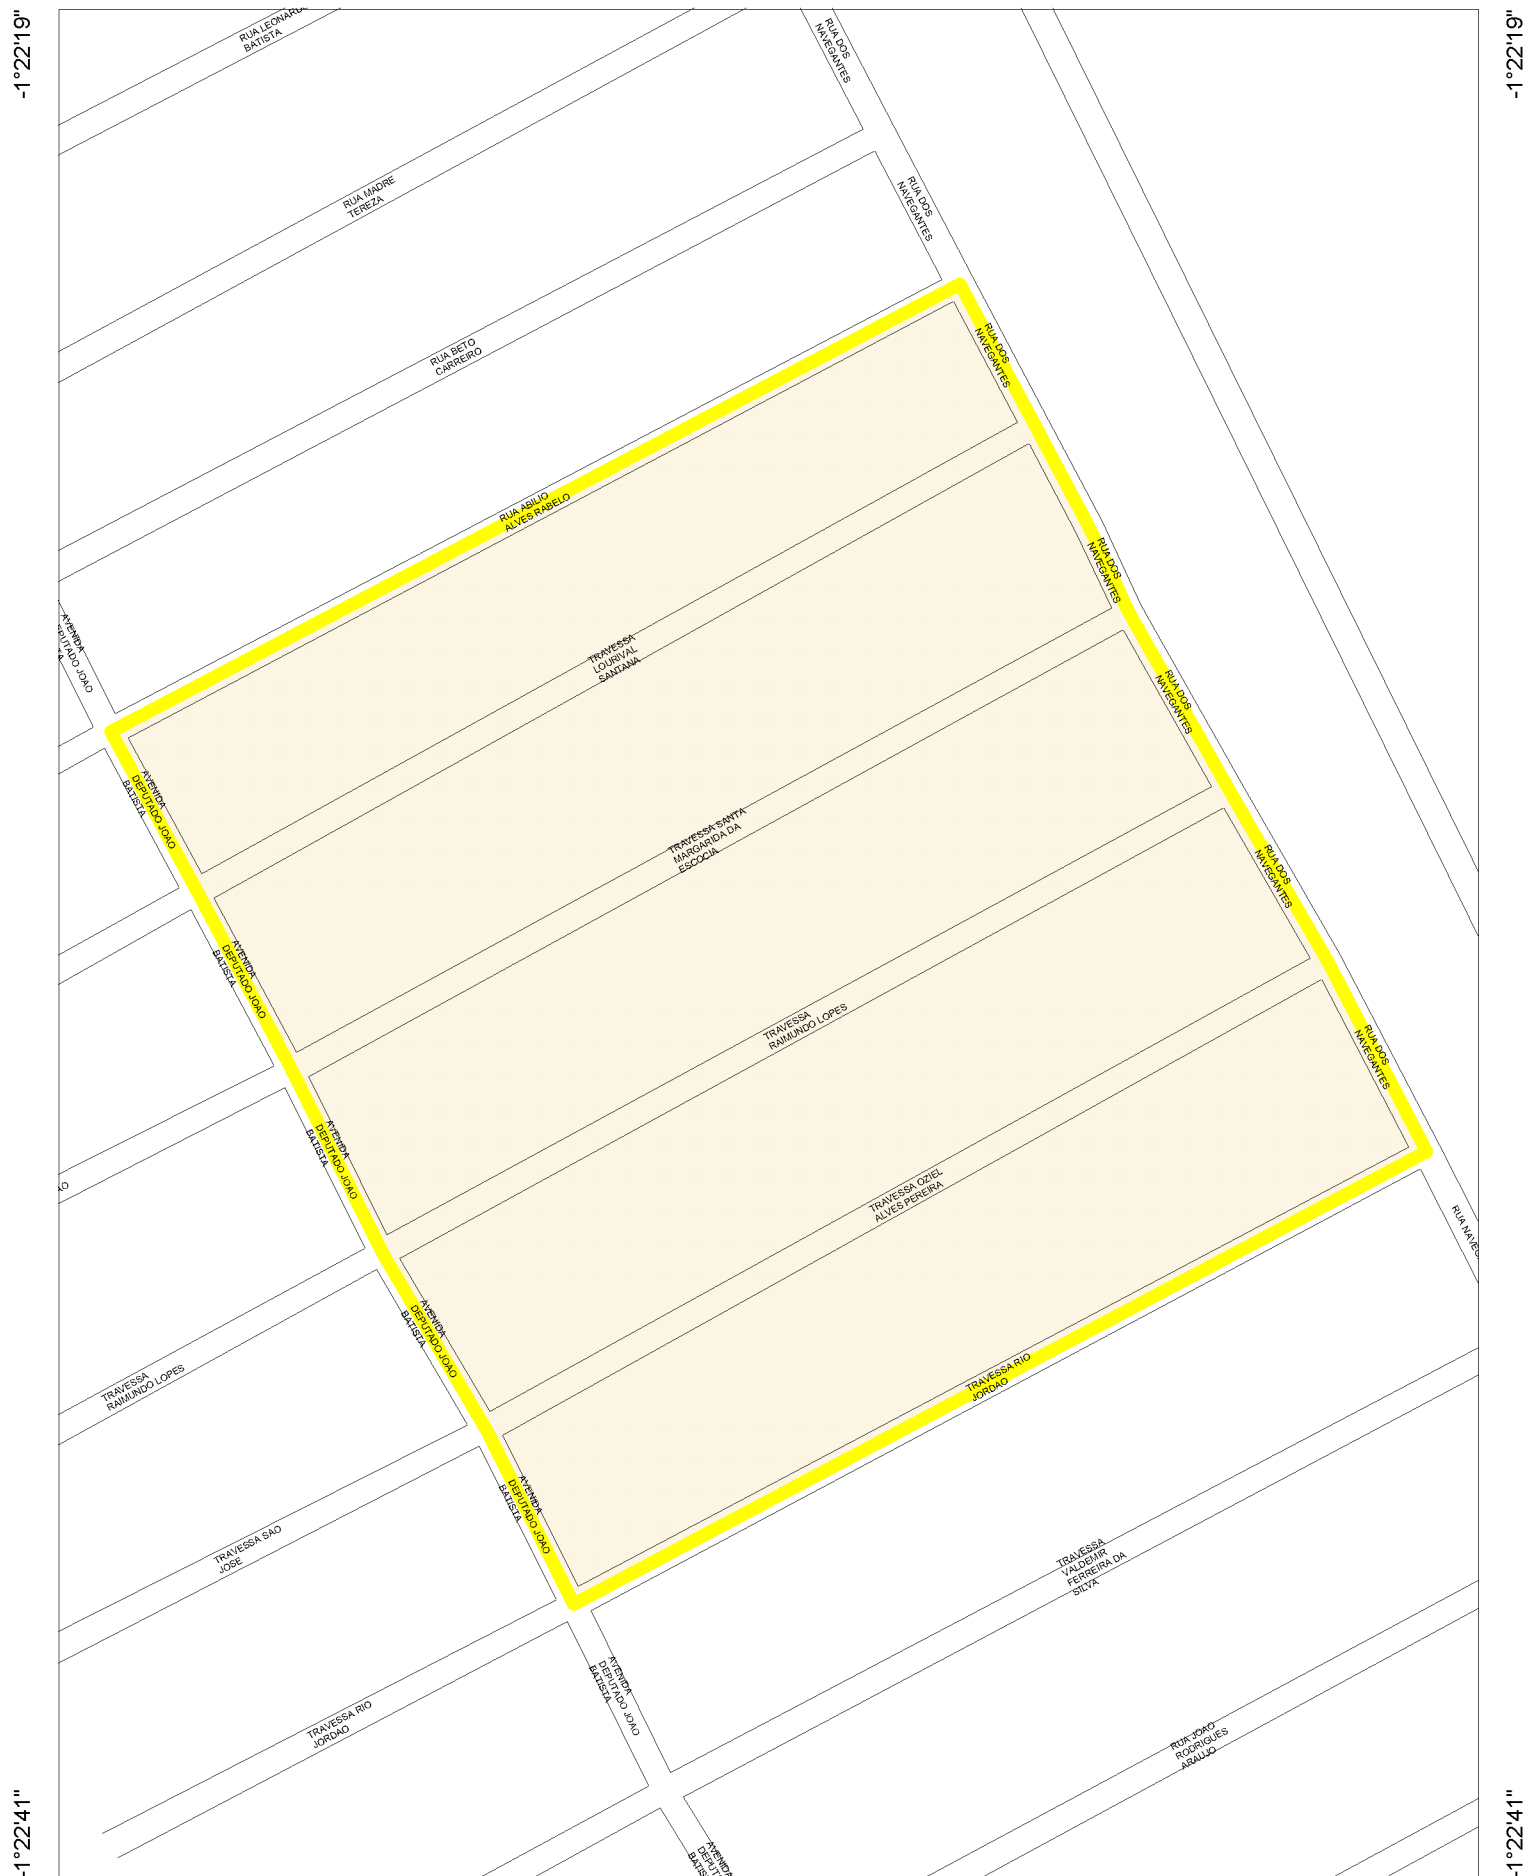 -1°22'19"
-1°22'19"
BATISTA
RUA DOS
NAVEGANTES
RUA MADRE
TEREZA
RUA DOS
NAVEGANTES
RUA BETO
CARREIRO
RUA DOS
NAVEGANTES
RUA ABILIO
ALVES RABELO
RUA DOS
NAVEGANTES
AVENIDA
TRAVESSA
LOURIVAL
SANTANA
RUA DOS
NAVEGANTES
AVENIDA
DEPUTADO JOAO
BATISTA
TRAVESSA SANTA
MARGARIDA DA
ESCOCIA
RUA DOS
NAVEGANTES
AVENIDA
DEPUTADO JOAO
BATISTA
TRAVESSA
RAIMUNDO LOPES
RUA DOS
NAVEGANTES
AVENIDA
DEPUTADO JOAO
BATISTA
TRAVESSA OZIEL
ALVES PEREIRA
AVENIDA
DEPUTADO JOAO
BATISTA
TRAVESSA
RAIMUNDO LOPES
TRAVESSA RIO
JORDAO
AVENIDA
DEPUTADO JOAO
BATISTA
TRAVESSA SAO
JOSE
TRAVESSA
VALDEMIR
FERREIRA DA
SILVA
AVENIDA
DEPUTADO JOAO
BATISTA
TRAVESSA RIO
JORDAO
RUA JOAO
RODRIGUES
ARAUJO
AVENIDA
-1°22'41"
-1°22'41"